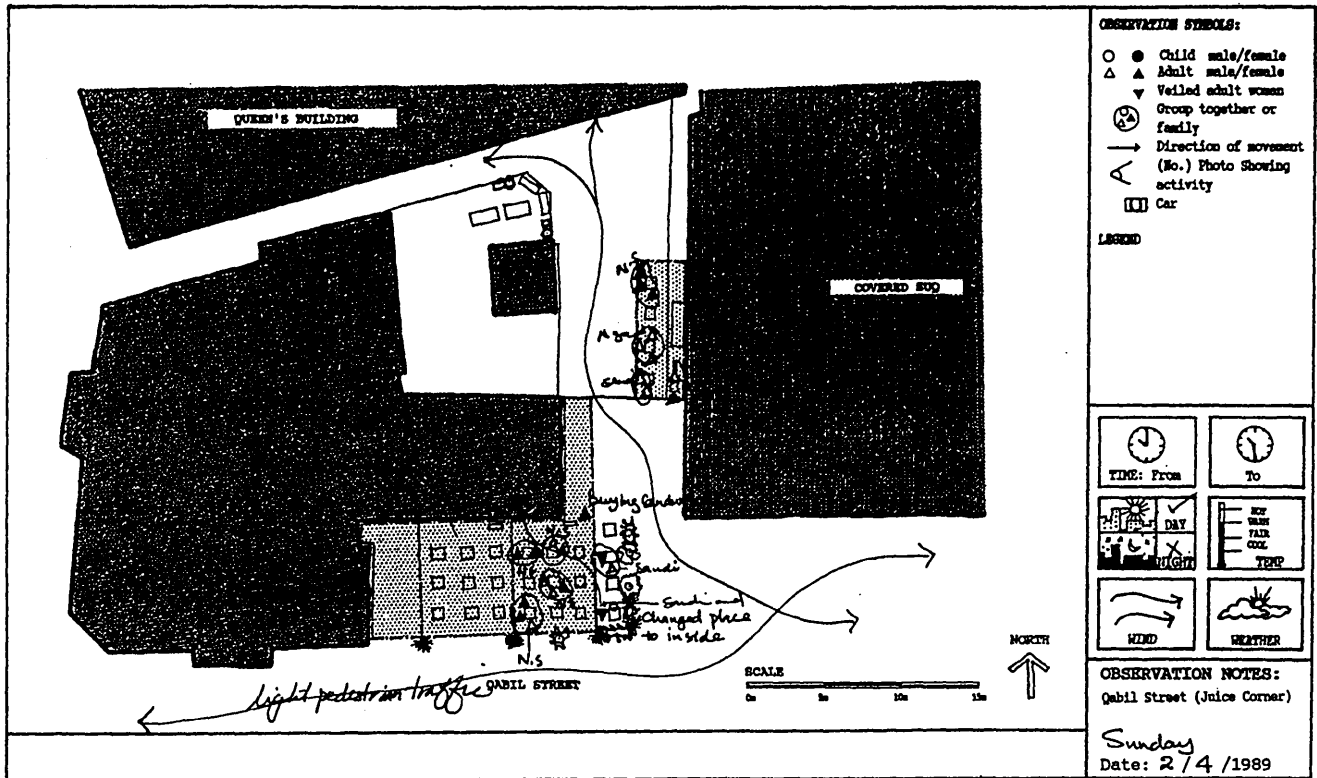 QUEEN'S BUILDING
COVERED SUQ
N.S
Saudi
buying
Saudi
Saudi and
Changed place
to inside
N.S
QABIL STREET
light pedestrian traffic
SCALE
0m 5m 10m 15m
NORTH
OBSERVATION SYMBOLS:
Child male/female
Adult male/female
Veiled adult woman
Group together or
family
Direction of movement
(No.) Photo Showing
activity
Car
LEGEND
TIME: From
To
DAY
NIGHT
HOT
WARM
FAIR
COOL
TEMP
WIND
WEATHER
OBSERVATION NOTES:
Qabil Street (Juice Corner)
Sunday
Date: 2/4/1989